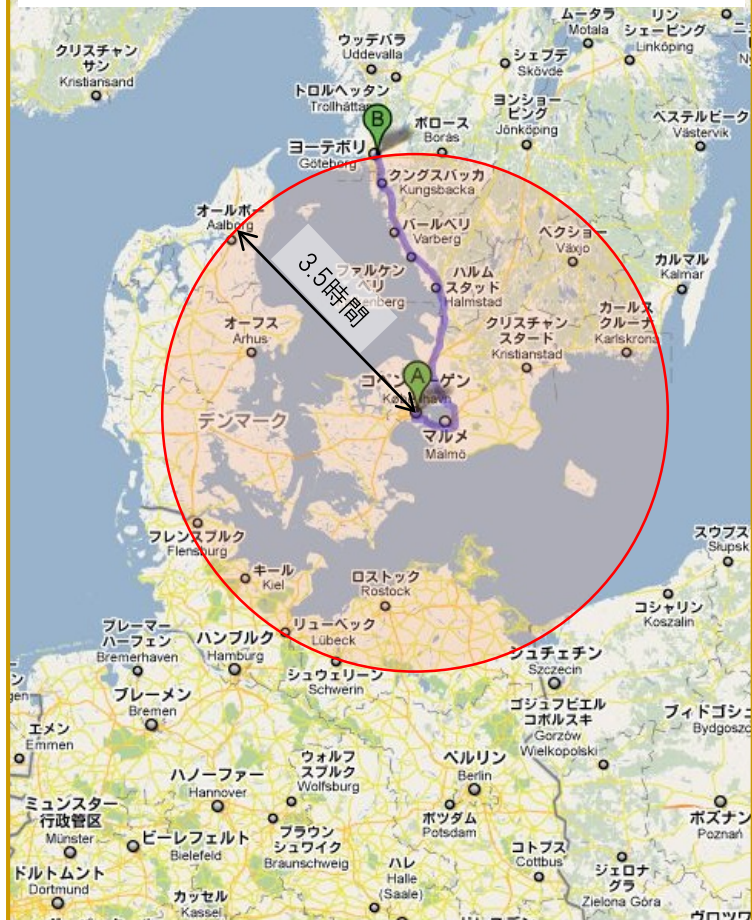 ムータラ
Motala
リン
シェーピング
Linköping
ウッデバラ
Uddevalla
クリスチャン
サン
Kristiansand
シェブデ
Skövde
トロルヘッタン
Trollhättan
ヨンショー
ピング
Jönköping
ベステルビーク
Västervik
B
ボロース
Borås
ヨーテボリ
Göteborg
クングスバッカ
Kungsbacka
オールボー
Aalborg
バールベリ
Varberg
ベクショー
Växjo
カルマル
Kalmar
3.5時間
ファルケン
ベリ
enberg
ハルム
スタッド
Halmstad
オーフス
Arhus
クリスチャン
スタード
Kristianstad
カールス
クルーナ
Karlskrona
A
コペン
ーゲン
København
デンマーク
マルメ
Malmö
フレンスブルク
Flensburg
スウプス
Słupsk
キール
Kiel
ロストック
Rostock
コシャリン
Koszalin
ブレーマー
ハーフェン
Bremerhaven
ハンブルク
Hamburg
リューベック
Lübeck
シュウェリーン
Schwerin
シュチェチン
Szczecin
ブレーメン
Bremen
ゴジュフビエル
コポルスキ
Gorzów
Wielkopolski
ブィドゴシュ
Bydgoszc
エメン
Emmen
ウォルフ
スブルク
Wolfsburg
ベルリン
Berlin
ハノーファー
Hannover
ミュンスター
行政管区
Münster
ビーレフェルト
Bielefeld
ブラウン
シュワイク
Braunschweig
ポツダム
Potsdam
ポズナン
Poznań
コトブス
Cottbus
ドルトムント
Dortmund
ハレ
Halle
(Saale)
ジェロナ
グラ
Zielona Góra
カッセル
Kassel